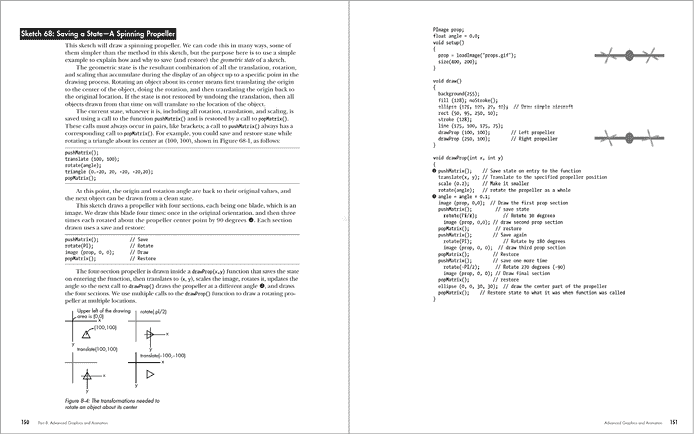 Sketch 68: Saving a State—A Spinning Propeller
This sketch will draw a spinning propeller. We can code this in many ways, some of
them simpler than the method in this sketch, but the purpose here is to use a simple
example to explain how and why to save (and restore) the geometric state of a sketch.
The geometric state is the resultant combination of all the translation, rotation,
and scaling that accumulate during the display of an object up to a specific point in the
drawing process. Rotating an object about its center means first translating the origin
to the center of the object, doing the rotation, and then translating the origin back to
the original location. If the state is not restored by undoing the translation, then all
objects drawn from that time on will translate to the location of the object.
The current state, whatever it is, including all rotation, translation, and scaling, is
saved using a call to the function pushMatrix() and is restored by a call to popMatrix().
These calls must always occur in pairs, like brackets; a call to pushMatrix() always has a
corresponding call to popMatrix(). For example, you could save and restore state while
rotating a triangle about its center at (100, 100), shown in Figure 68-1, as follows:
pushMatrix();
translate (100, 100);
rotate(angle);
triangle (0,-20, 20, -20, -20,20);
popMatrix();
At this point, the origin and rotation angle are back to their original values, and
the next object can be drawn from a clean state.
This sketch draws a propeller with four sections, each being one blade, which is an
image. We draw this blade four times: once in the original orientation, and then three
times each rotated about the propeller center point by 90 degrees ❶. Each section
drawn uses a save and restore:
pushMatrix(); // Save
rotate(PI); // Rotate
image (prop, 0, 0); // Draw
popMatrix(); // Restore
The four-section propeller is drawn inside a drawProp(x,y) function that saves the state
on entering the function, then translates to (x, y), scales the image, rotates it, updates the
angle so the next call to drawProp() draws the propeller at a different angle ❷, and draws
the four sections. We use multiple calls to the drawProp() function to draw a rotating pro-
peller at multiple locations.
Upper left of the drawing
area is (0,0)
x
(100,100)
y
rotate( pi/2)
x
y
translate(100,100)
x
y
translate(-100,-100)
x
y
Figure B-4: The transformations needed to
rotate an object about its center
150 Part B: Advanced Graphics and Animation
PImage prop;
float angle = 0.0;
void setup()
{
prop = loadImage("props.gif");
size(400, 200);
}
void draw()
{
background(255);
fill (128); noStroke();
ellipse (175, 100, 20, 10); // Draw simple aircraft
rect (50, 95, 250, 10);
stroke (128);
line (175, 100, 175, 75);
drawProp (100, 100); // Left propeller
drawProp (250, 100); // Right propeller
}
void drawProp(int x, int y)
{
❶ pushMatrix(); // Save state on entry to the function
translate(x, y); // Translate to the specified propeller position
scale (0.2); // Make it smaller
rotate(angle); // rotate the propeller as a whole
❷ angle = angle + 0.1;
image (prop, 0,0); // Draw the first prop section
pushMatrix(); // save state
rotate(PI/2); // Rotate 90 degrees
image (prop, 0,0); // draw second prop section
popMatrix(); // restore
pushMatrix(); // Save again
rotate(PI); // Rotate by 180 degrees
image (prop, 0, 0); // draw third prop section
popMatrix(); // restore
pushMatrix(); // save one more time
rotate(-PI/2); // Rotate 270 degrees (-90)
image (prop, 0, 0); // Draw final section
popMatrix(); // restore
ellipse (0, 0, 30, 30); // draw the center part of the propeller
popMatrix(); // Restore state to what it was when function was called
}
Advanced Graphics and Animation 151